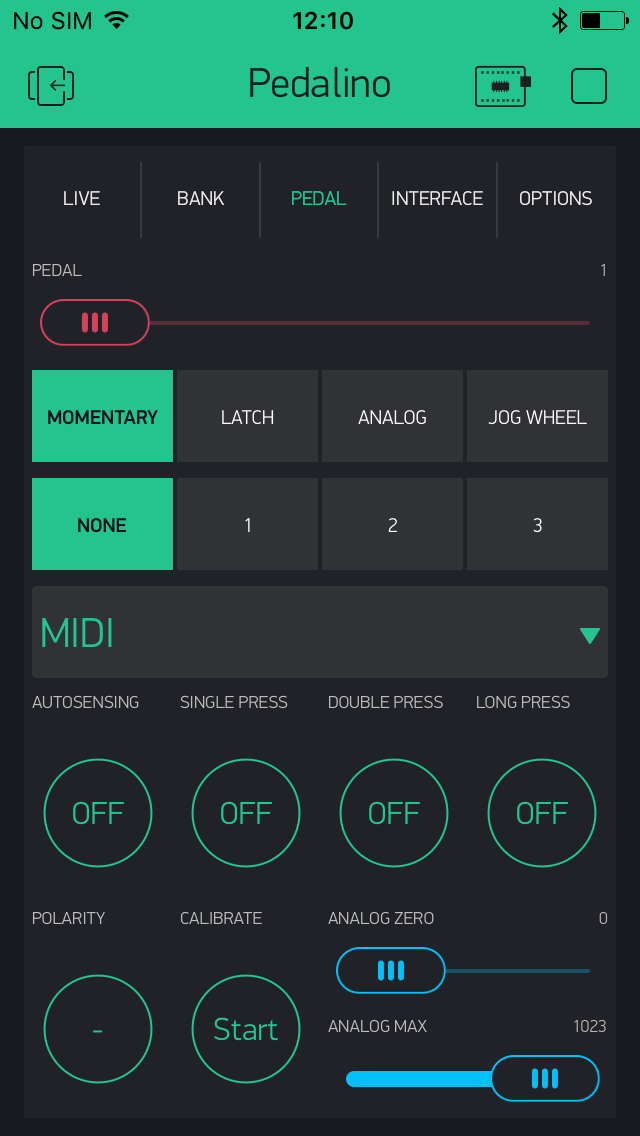 No SIM 12:10
Pedalino
LIVE BANK PEDAL INTERFACE OPTIONS
PEDAL 1
MOMENTARY LATCH ANALOG JOG WHEEL
NONE 1 2 3
MIDI
AUTOSENSING SINGLE PRESS DOUBLE PRESS LONG PRESS
OFF OFF OFF OFF
POLARITY CALIBRATE ANALOG ZERO 0
- Start
ANALOG MAX 1023